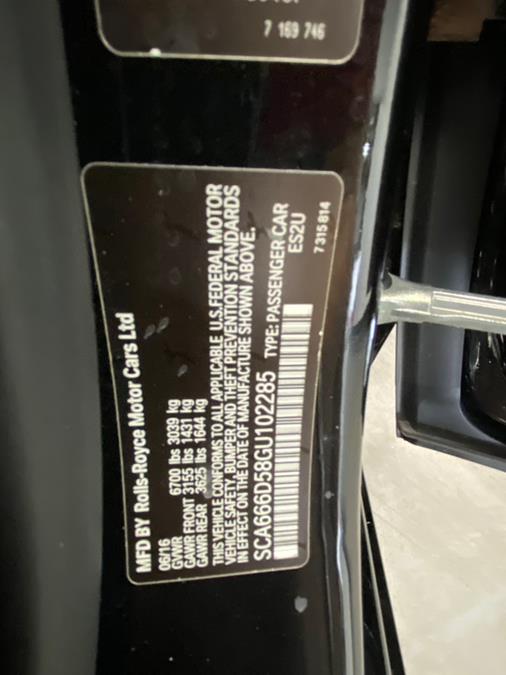 7 169 746
MFD BY Rolls-Royce Motor Cars Ltd
06/16
GVWR 6700 lbs 3039 kg
GAWR FRONT 3155 lbs 1431 kg
GAWR REAR 3625 lbs 1644 kg
THIS VEHICLE CONFORMS TO ALL APPLICABLE U.S.FEDERAL MOTOR
VEHICLE SAFETY, BUMPER AND THEFT PREVENTION STANDARDS
IN EFFECT ON THE DATE OF MANUFACTURE SHOWN ABOVE.
SCA666D58GU102285 TYPE: PASSENGER CAR
ES2U
7 315 814